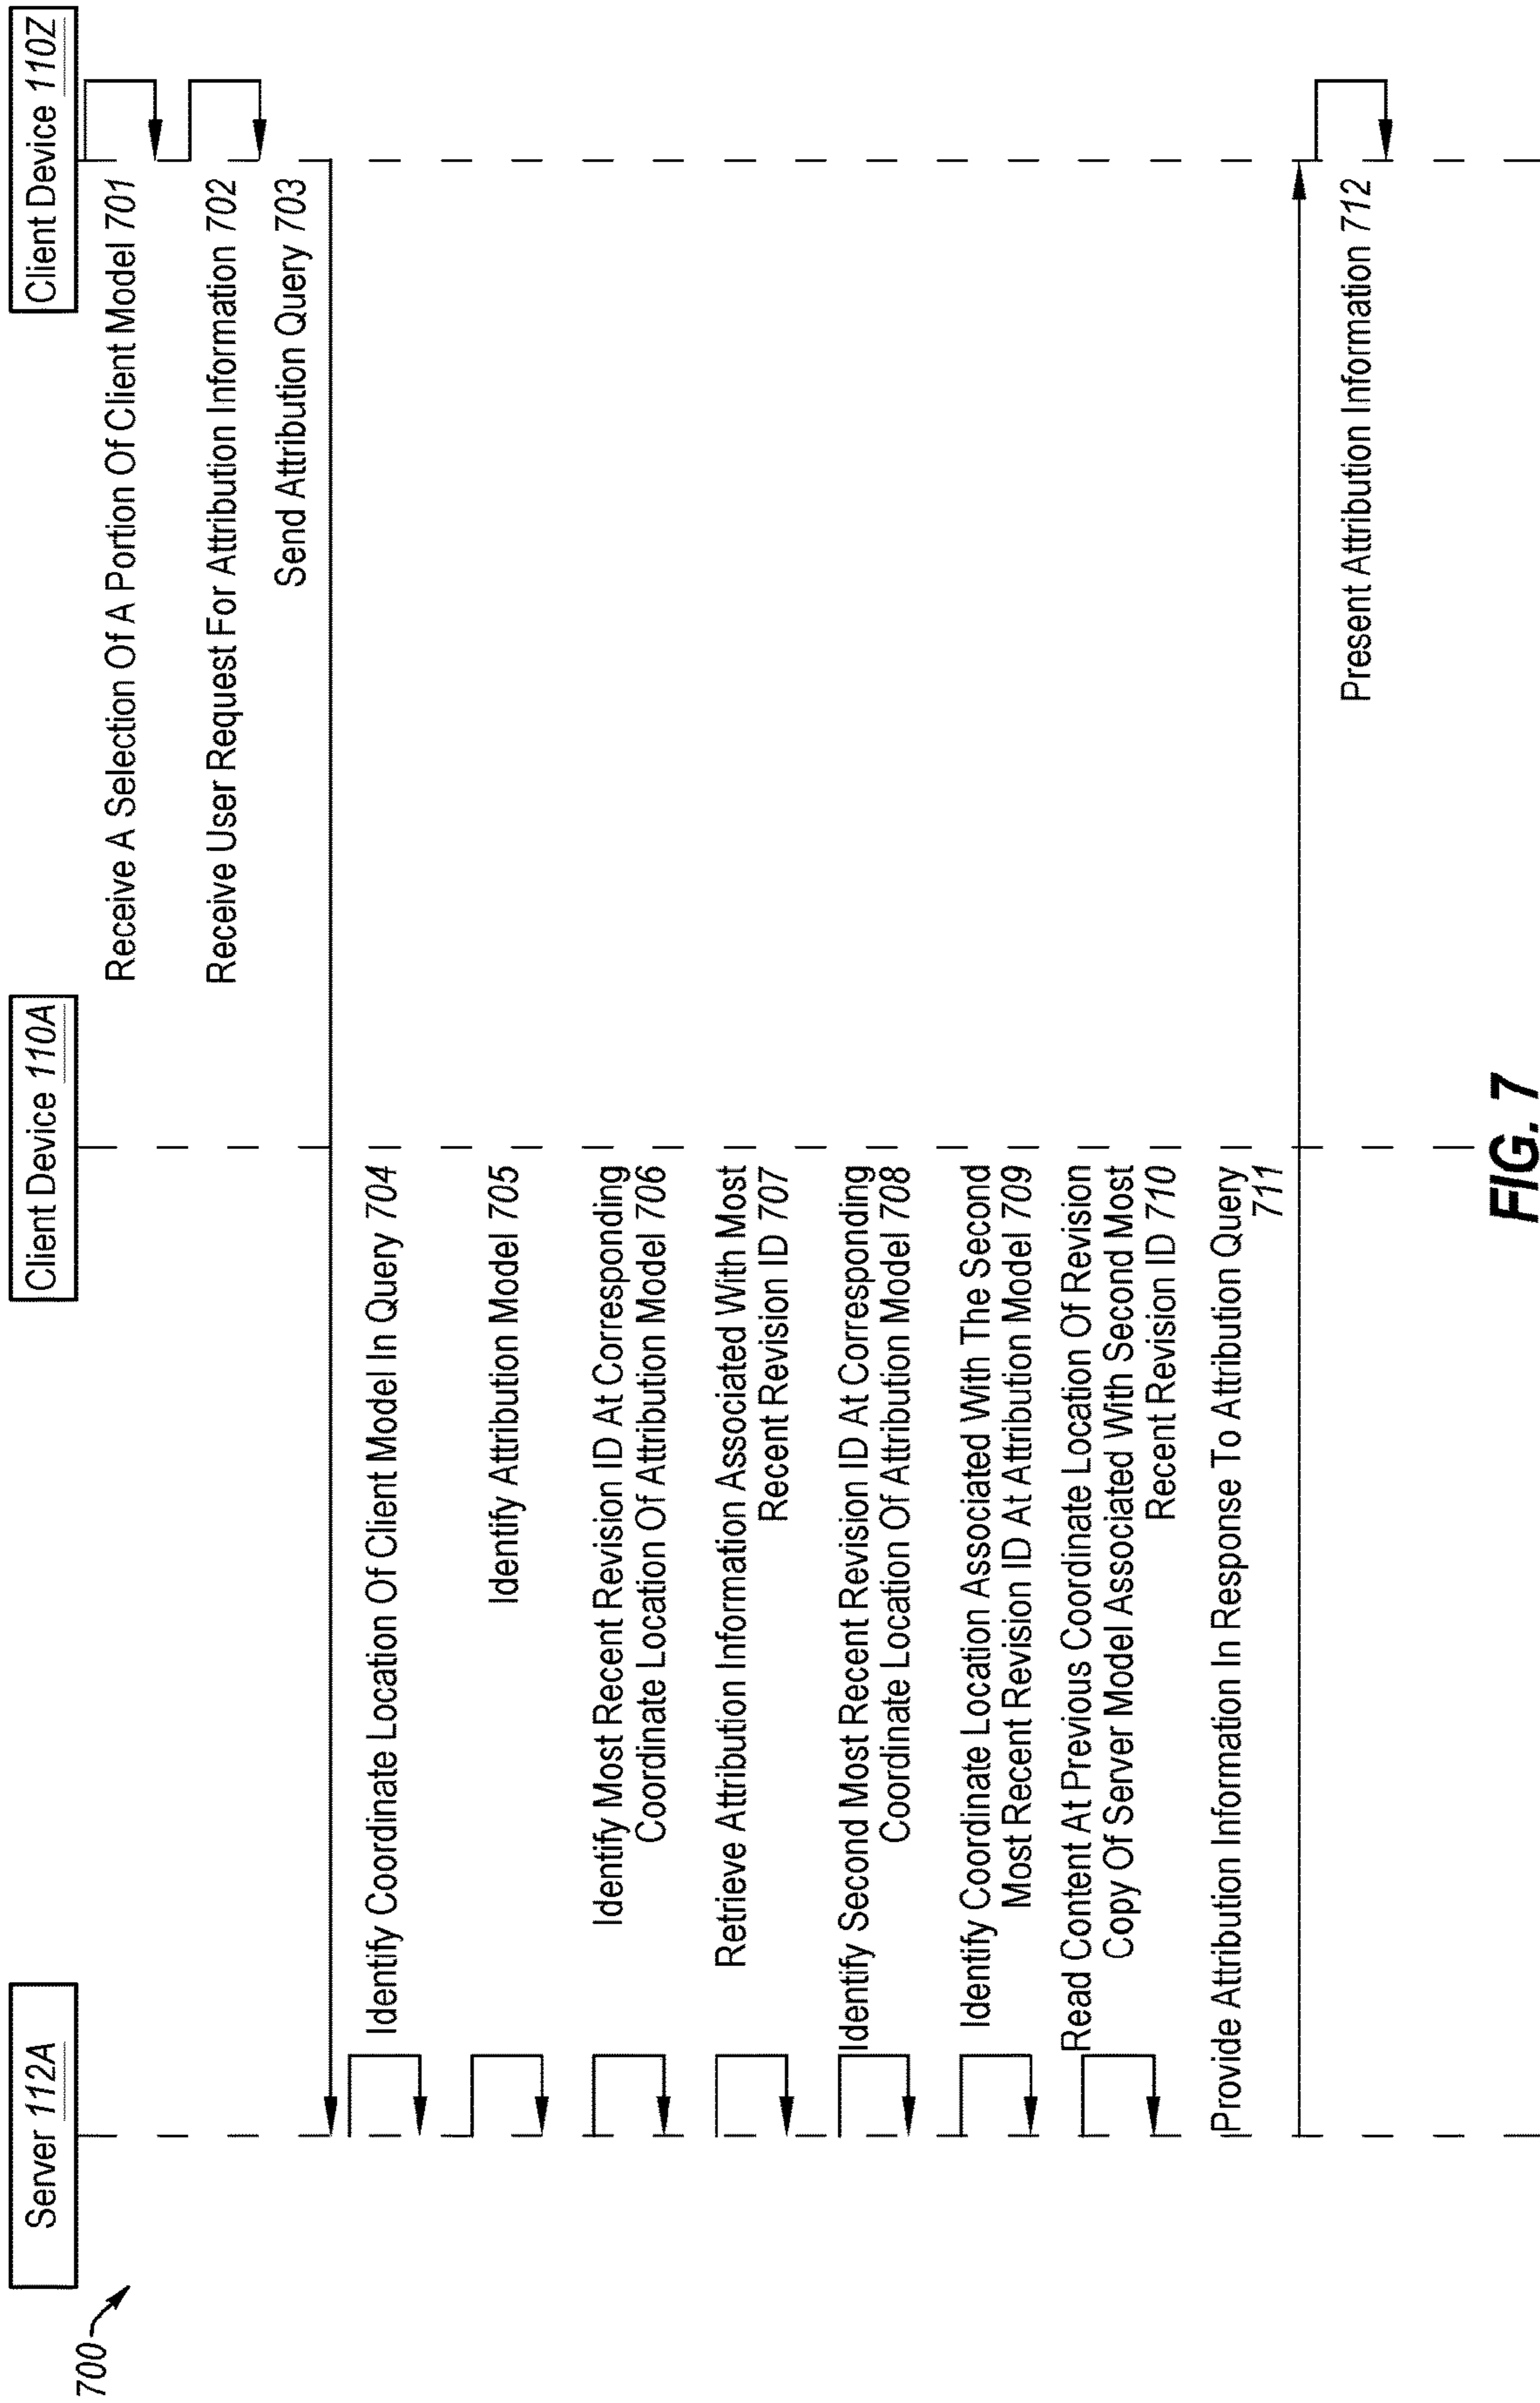 700
Server 112A
Client Device 110A
Client Device 110Z
Receive A Selection Of A Portion Of Client Model 701
Receive User Request For Attribution Information 702
Send Attribution Query 703
Identify Coordinate Location Of Client Model In Query 704
Identify Attribution Model 705
Identify Most Recent Revision ID At Corresponding
Coordinate Location Of Attribution Model 706
Retrieve Attribution Information Associated With Most
Recent Revision ID 707
Identify Second Most Recent Revision ID At Corresponding
Coordinate Location Of Attribution Model 708
Identify Coordinate Location Associated With The Second
Most Recent Revision ID At Attribution Model 709
Read Content At Previous Coordinate Location Of Revision
Copy Of Server Model Associated With Second Most
Recent Revision ID 710
Provide Attribution Information In Response To Attribution Query
711
Present Attribution Information 712
FIG. 7